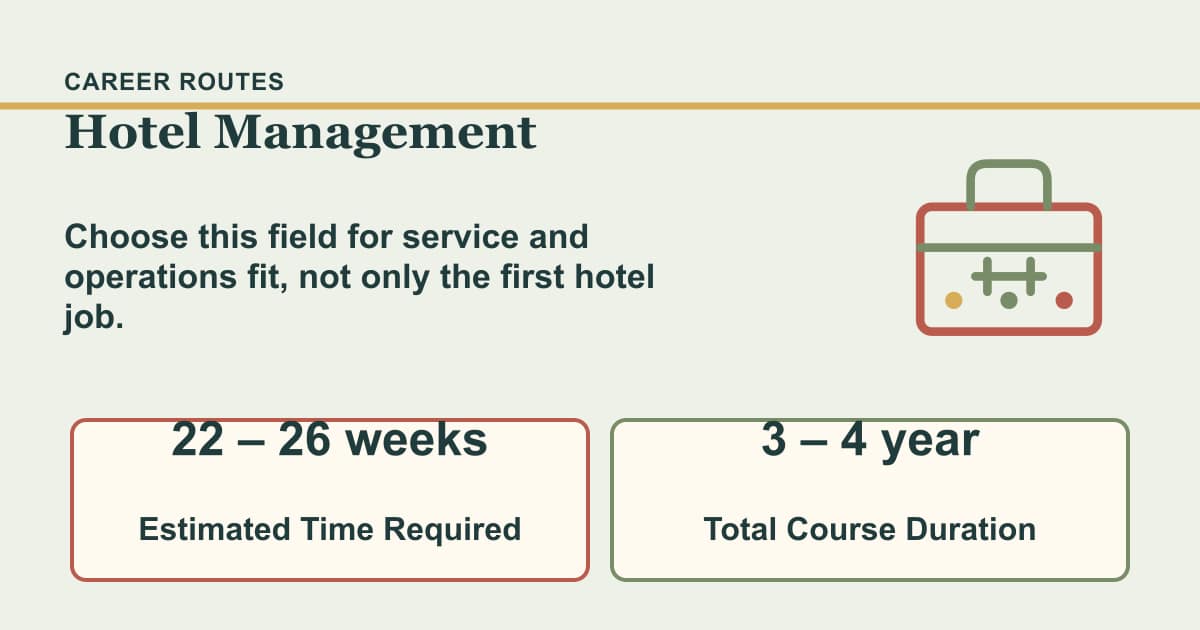 CAREER ROUTES
Hotel Management
Choose this field for service and
operations fit, not only the first hotel
job.
22 – 26 weeks
Estimated Time Required
3 – 4 year
Total Course Duration